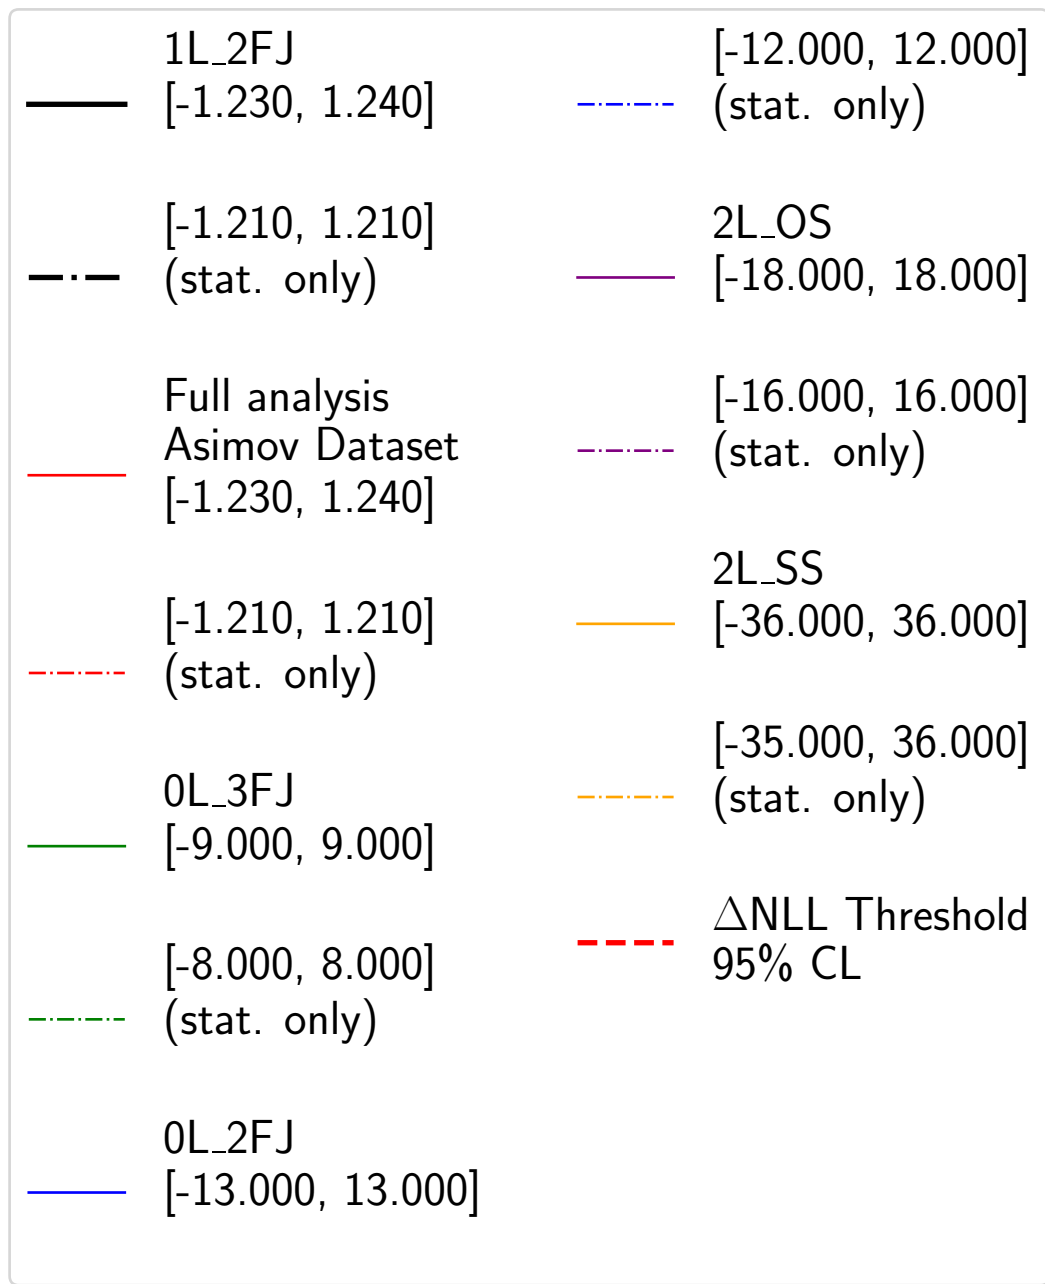 1L_2FJ
[-1.230, 1.240]
[-1.210, 1.210]
(stat. only)
Full analysis
Asimov Dataset
[-1.230, 1.240]
[-1.210, 1.210]
(stat. only)
0L_3FJ
[-9.000, 9.000]
[-8.000, 8.000]
(stat. only)
0L_2FJ
[-13.000, 13.000]
[-12.000, 12.000]
(stat. only)
2L_OS
[-18.000, 18.000]
[-16.000, 16.000]
(stat. only)
2L_SS
[-36.000, 36.000]
[-35.000, 36.000]
(stat. only)
ΔNLL Threshold
95% CL